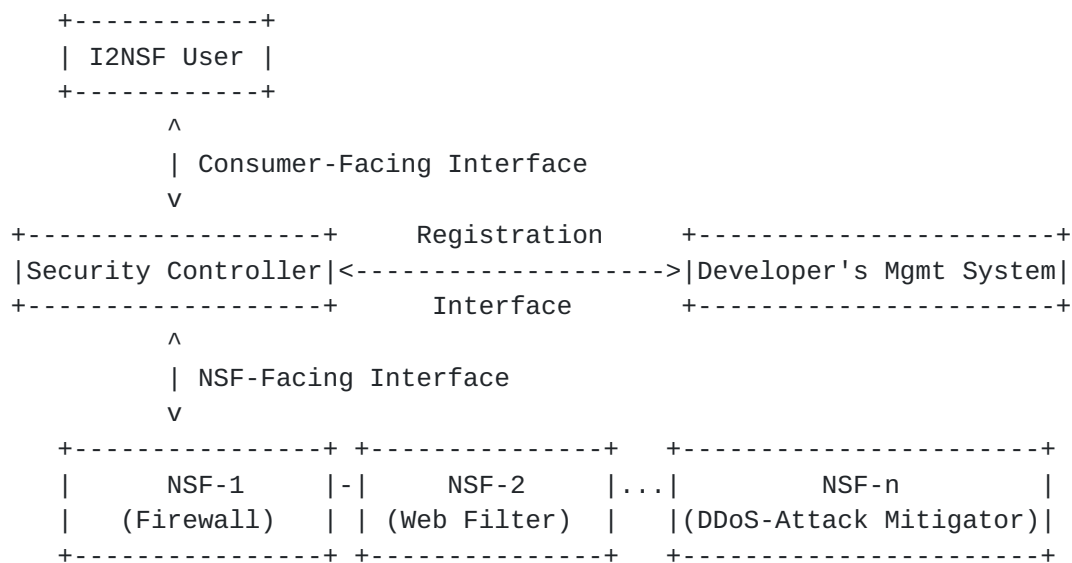 I2NSF User
Consumer-Facing Interface
Registration
Security Controller Developer's Mgmt System
Interface
NSF-Facing Interface
NSF-1 NSF-2 ... NSF-n
(Firewall) (Web Filter) (DDoS-Attack Mitigator)